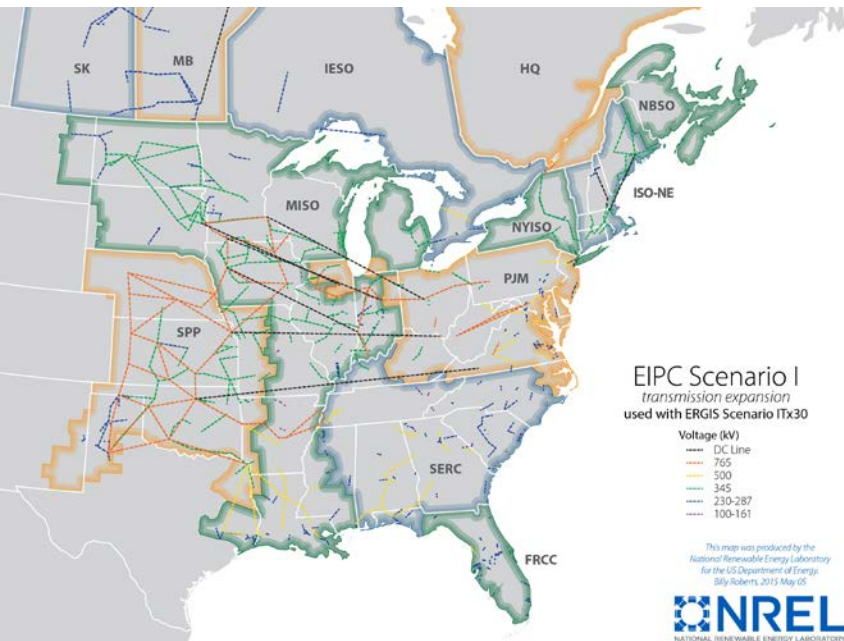 SK
MB
IESO
HQ
NBSO
ISO-NE
MISO
NYISO
PJM
SPP
SERC
FRCC
EIPC Scenario I
transmission expansion
used with ERGIS Scenario ITx30
Voltage (kV)
DC Line
765
500
345
230-287
100-161
This map was produced by the
National Renewable Energy Laboratory
for the US Department of Energy.
Billy Roberts, 2015 May 05
NREL
NATIONAL RENEWABLE ENERGY LABORATORY